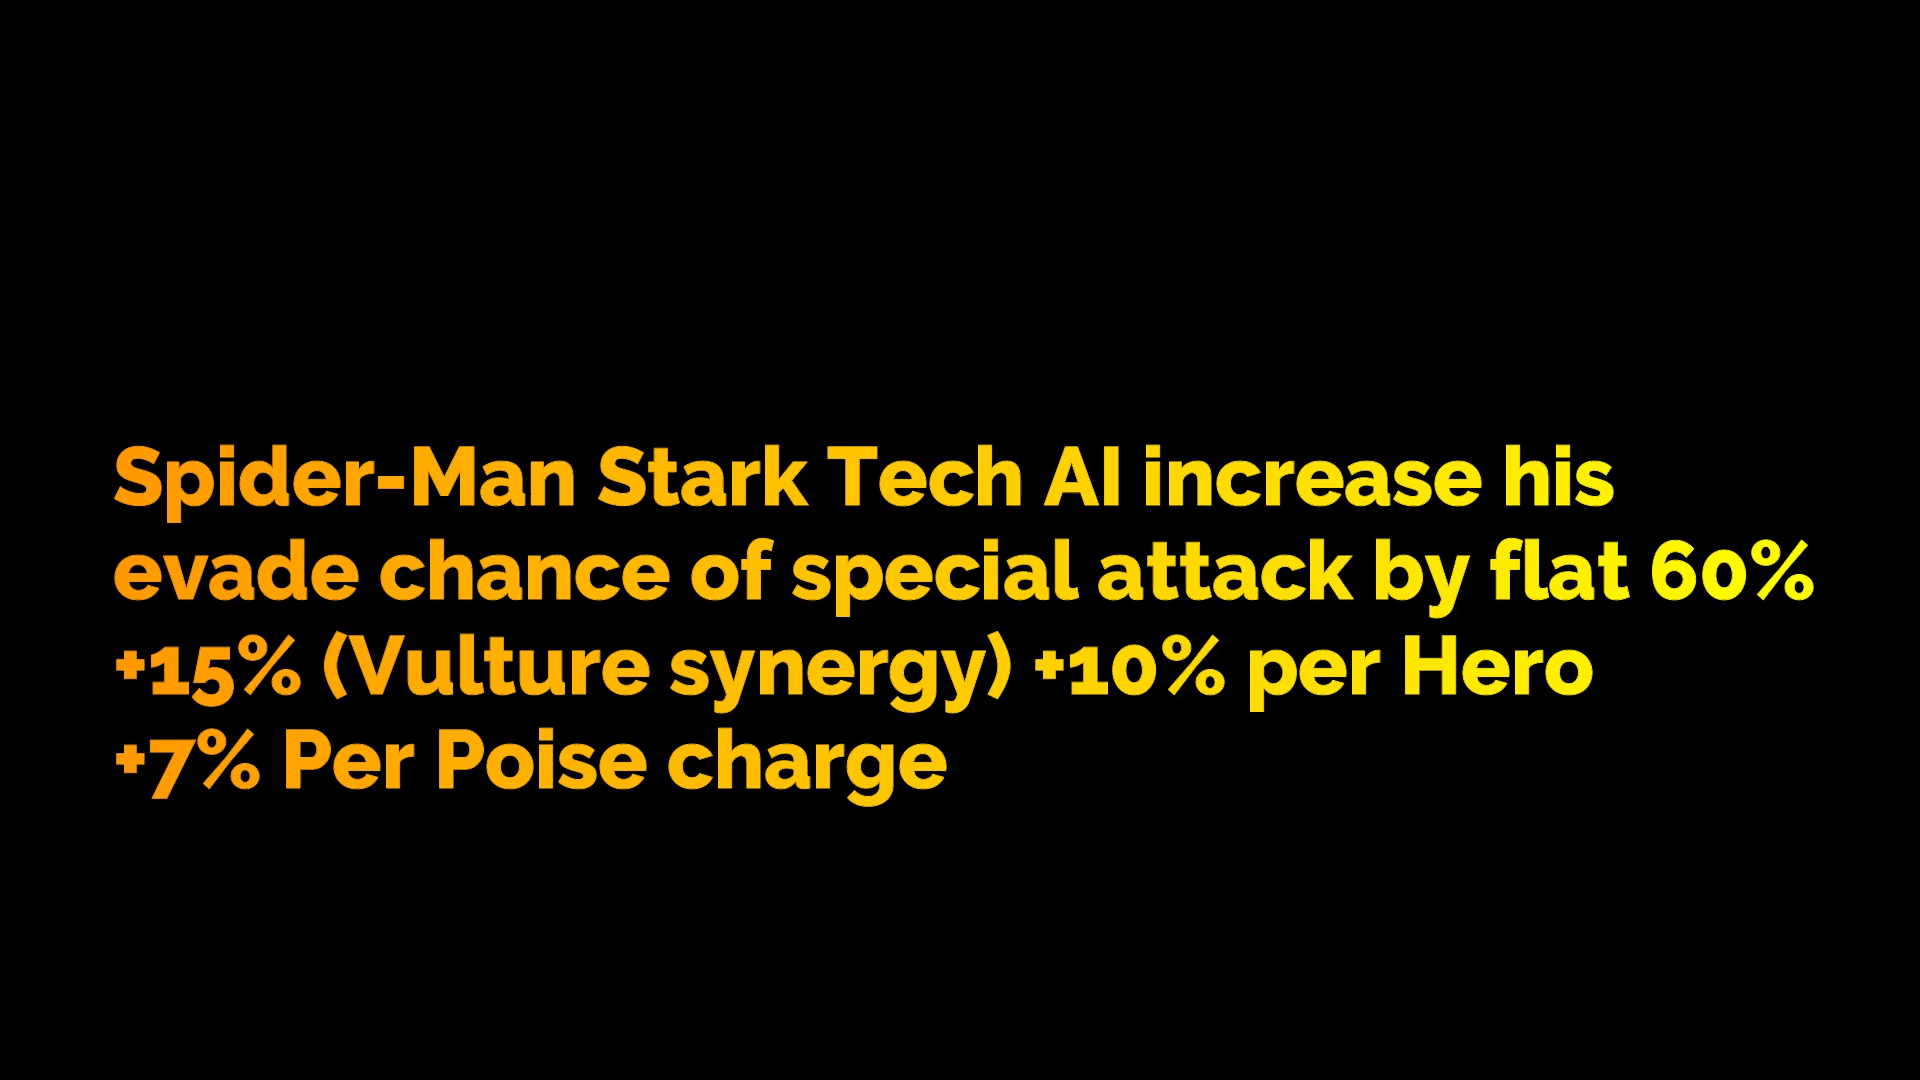 Spider-Man Stark Tech AI increase his
evade chance of special attack by flat 60%
+15% (Vulture synergy) +10% per Hero
+7% Per Poise charge